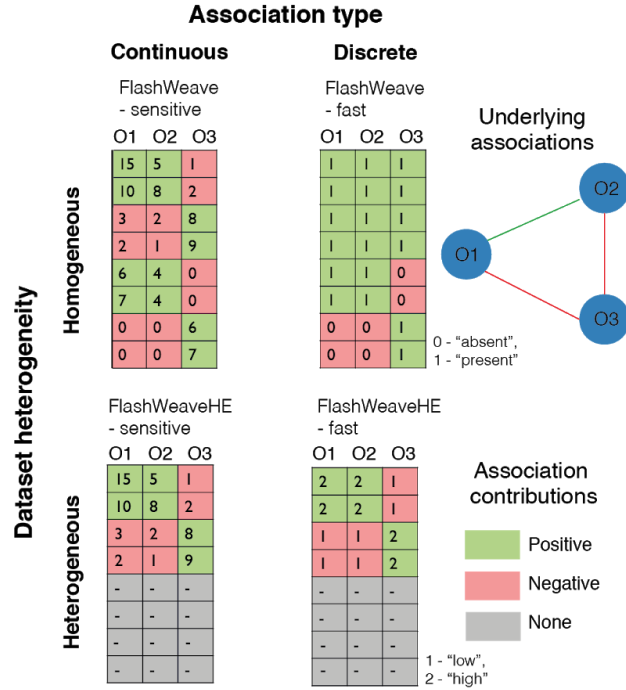 Association type
Continuous
Discrete
FlashWeave
- sensitive
FlashWeave
- fast
O1 O2 O3
O1 O2 O3
15 5 1
10 8 2
3 2 8
2 1 9
6 4 0
7 4 0
0 0 6
0 0 7
1 1 1
1 1 1
1 1 1
1 1 1
1 1 0
1 1 0
0 0 1
0 0 1
0 - “absent”,
1 - “present”
Underlying
associations
O2
O1
O3
Dataset heterogeneity
Homogeneous
Heterogeneous
FlashWeaveHE
- sensitive
FlashWeaveHE
- fast
O1 O2 O3
O1 O2 O3
15 5 1
10 8 2
3 2 8
2 1 9
- - -
- - -
- - -
- - -
2 2 1
2 2 1
1 1 2
1 1 2
- - -
- - -
- - -
- - -
1 - “low”,
2 - “high”
Association
contributions
Positive
Negative
None